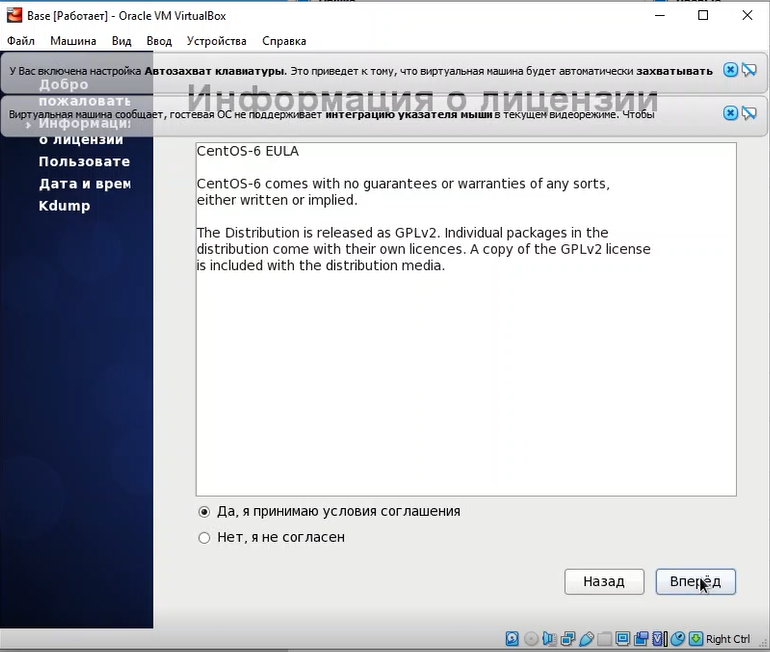 Base [Работает] - Oracle VM VirtualBox
Файл Машина Вид Ввод Устройства Справка
У Вас включена настройка Автозахват клавиатуры. Это приведет к тому, что виртуальная машина будет автоматически захватывать
Добро
пожаловать
Информация о лицензии
Виртуальная машина сообщает, гостевая ОС не поддерживает интеграцию указателя мыши в текущем видеорежиме. Чтобы
Информаци
о лицензии
Пользовате
Дата и врем
Kdump
CentOS-6 EULA
CentOS-6 comes with no guarantees or warranties of any sorts,
either written or implied.
The Distribution is released as GPLv2. Individual packages in the
distribution come with their own licences. A copy of the GPLv2 license
is included with the distribution media.
Да, я принимаю условия соглашения
Нет, я не согласен
Назад Вперёд
Right Ctrl